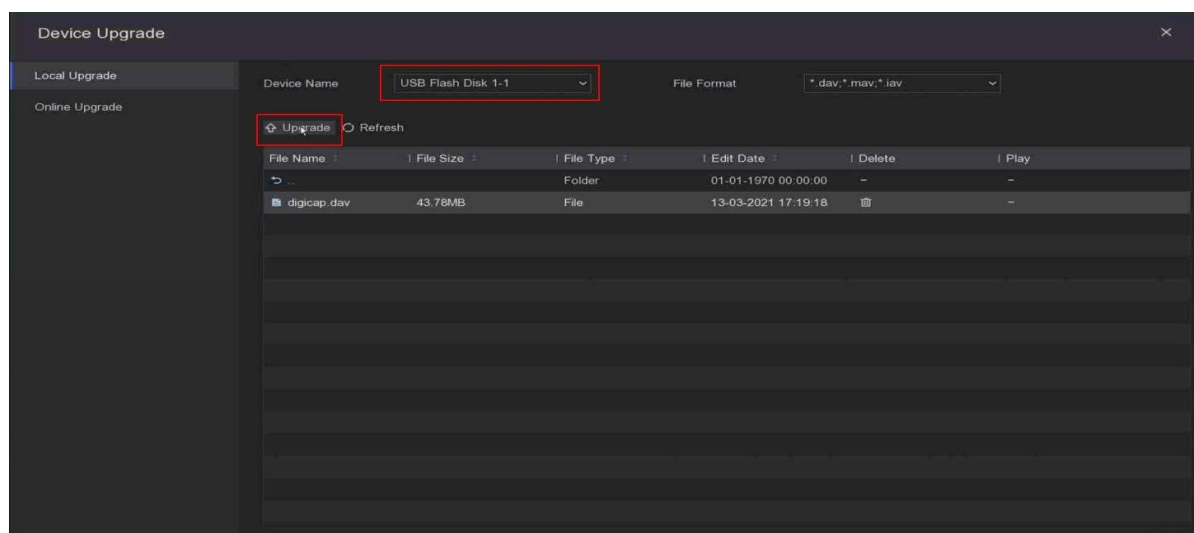 Device Upgrade
Local Upgrade
Online Upgrade
Device Name USB Flash Disk 1-1 File Format *.dav;*.mav;*.iav
Upgrade Refresh
File Name File Size File Type Edit Date Delete Play
.. Folder 01-01-1970 00:00:00 - -
digicap.dav 43.78MB File 13-03-2021 17:19:18 -